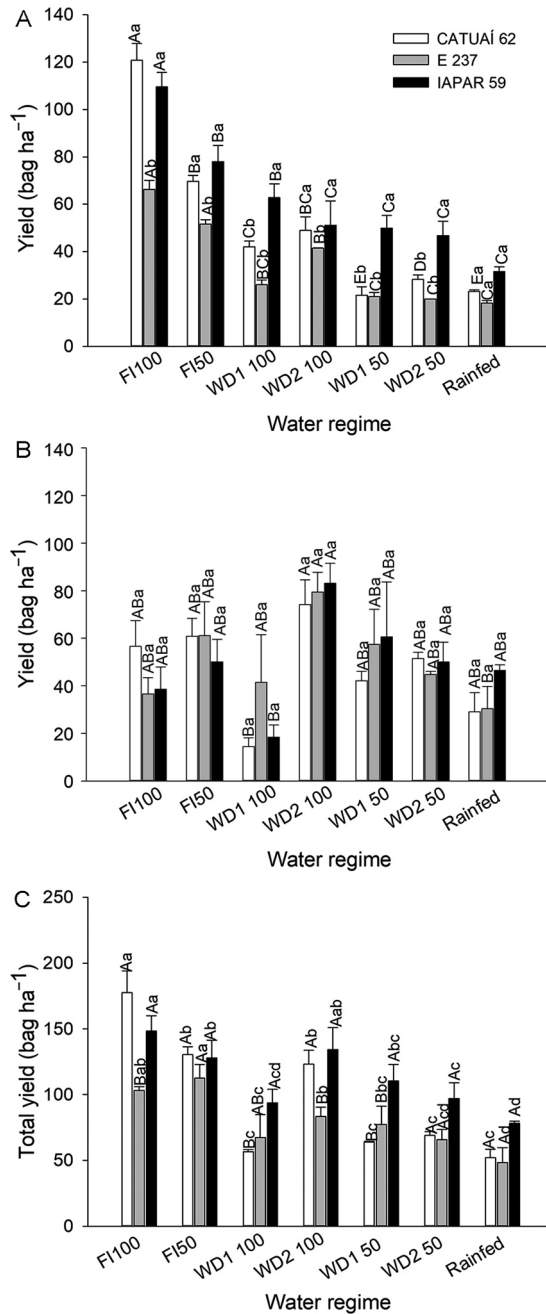 A
140
120
100
80
60
40
20
0
Yield (bag ha⁻¹)
CATUAÍ 62
E 237
IAPAR 59
Aa Ab Aa
Ba Ab Ba
Cb BCb Ba
BCa Bb Ca
Eb Cb Ca
Db Cb Ca
Ea Ca Ca
FI100 FI50 WD1 100 WD2 100 WD1 50 WD2 50 Rainfed
Water regime
B
140
120
100
80
60
40
20
0
Yield (bag ha⁻¹)
ABa ABa ABa
ABa ABa ABa
Ba ABa Ba
Aa Aa Aa
ABa ABa ABa
ABa ABa ABa
ABa Ba ABa
FI100 FI50 WD1 100 WD2 100 WD1 50 WD2 50 Rainfed
Water regime
C
250
200
150
100
50
0
Total yield (bag ha⁻¹)
Aa Bab Aa
Ab Aa Ab
Bc ABc Acd
Ab Bb Aab
Bc Bbc Abc
Ac Acd Ac
Ac Ad Ad
FI100 FI50 WD1 100 WD2 100 WD1 50 WD2 50 Rainfed
Water regime